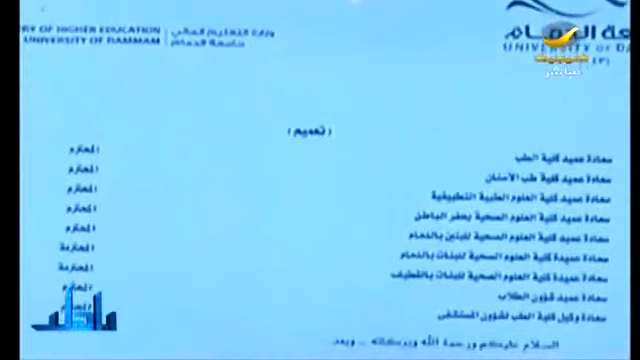 RY OF HIGHER EDUCATION
UNIVERSITY OF DAMMAM
وزارة التعليم العالي
جامعة الدمام
UNIVERSITY OF DA
مباشر
( تعميم )
سعادة عميد كلية الطب المحترم
سعادة عميد كلية طب الأسنان المحترم
سعادة عميد كلية العلوم الطبية التطبيقية المحترم
سعادة عميد كلية العلوم الصحية بحفر الباطن المحترم
سعادة عميد كلية العلوم الصحية للبنين بالدمام المحترم
سعادة عميدة كلية العلوم الصحية للبنات بالدمام المحترمة
سعادة عميدة كلية العلوم الصحية للبنات بالقطيف المحترمة
سعادة عميد شؤون الطلاب المحترم
سعادة وكيل كلية الطب لشؤون المستشفى
السلام عليكم ورحمة الله وبركاته .. وبعد